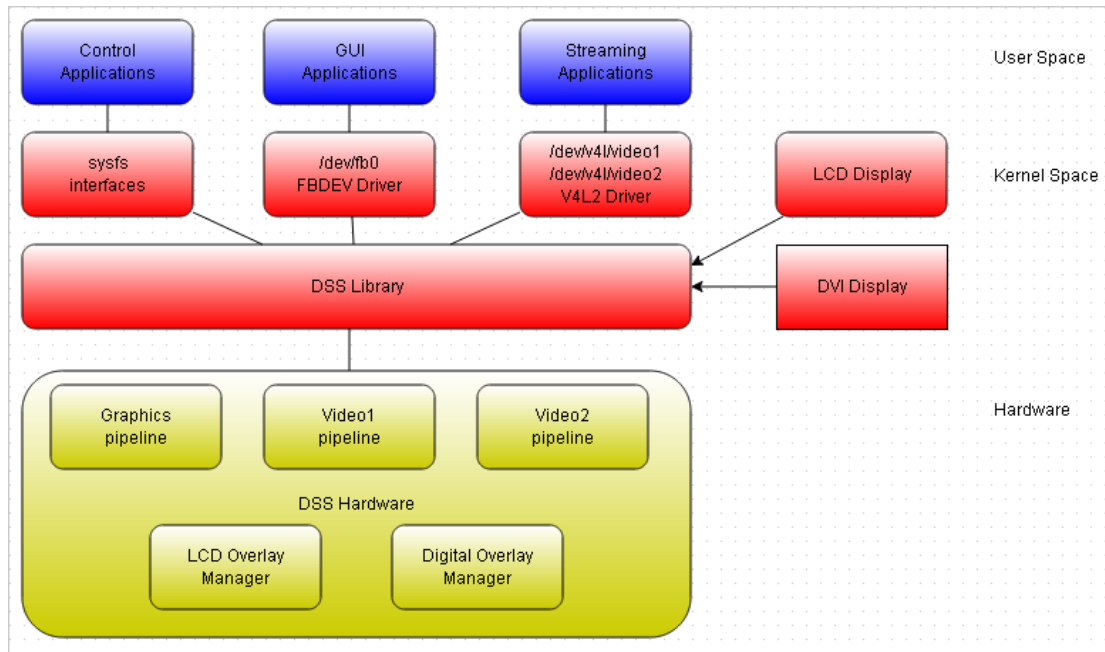 Control
Applications
GUI
Applications
Streaming
Applications
User Space
sysfs
interfaces
/dev/fb0
FBDEV Driver
/dev/v4l/video1
/dev/v4l/video2
V4L2 Driver
LCD Display
Kernel Space
DSS Library
DVI Display
Graphics
pipeline
Video1
pipeline
Video2
pipeline
Hardware
DSS Hardware
LCD Overlay
Manager
Digital Overlay
Manager